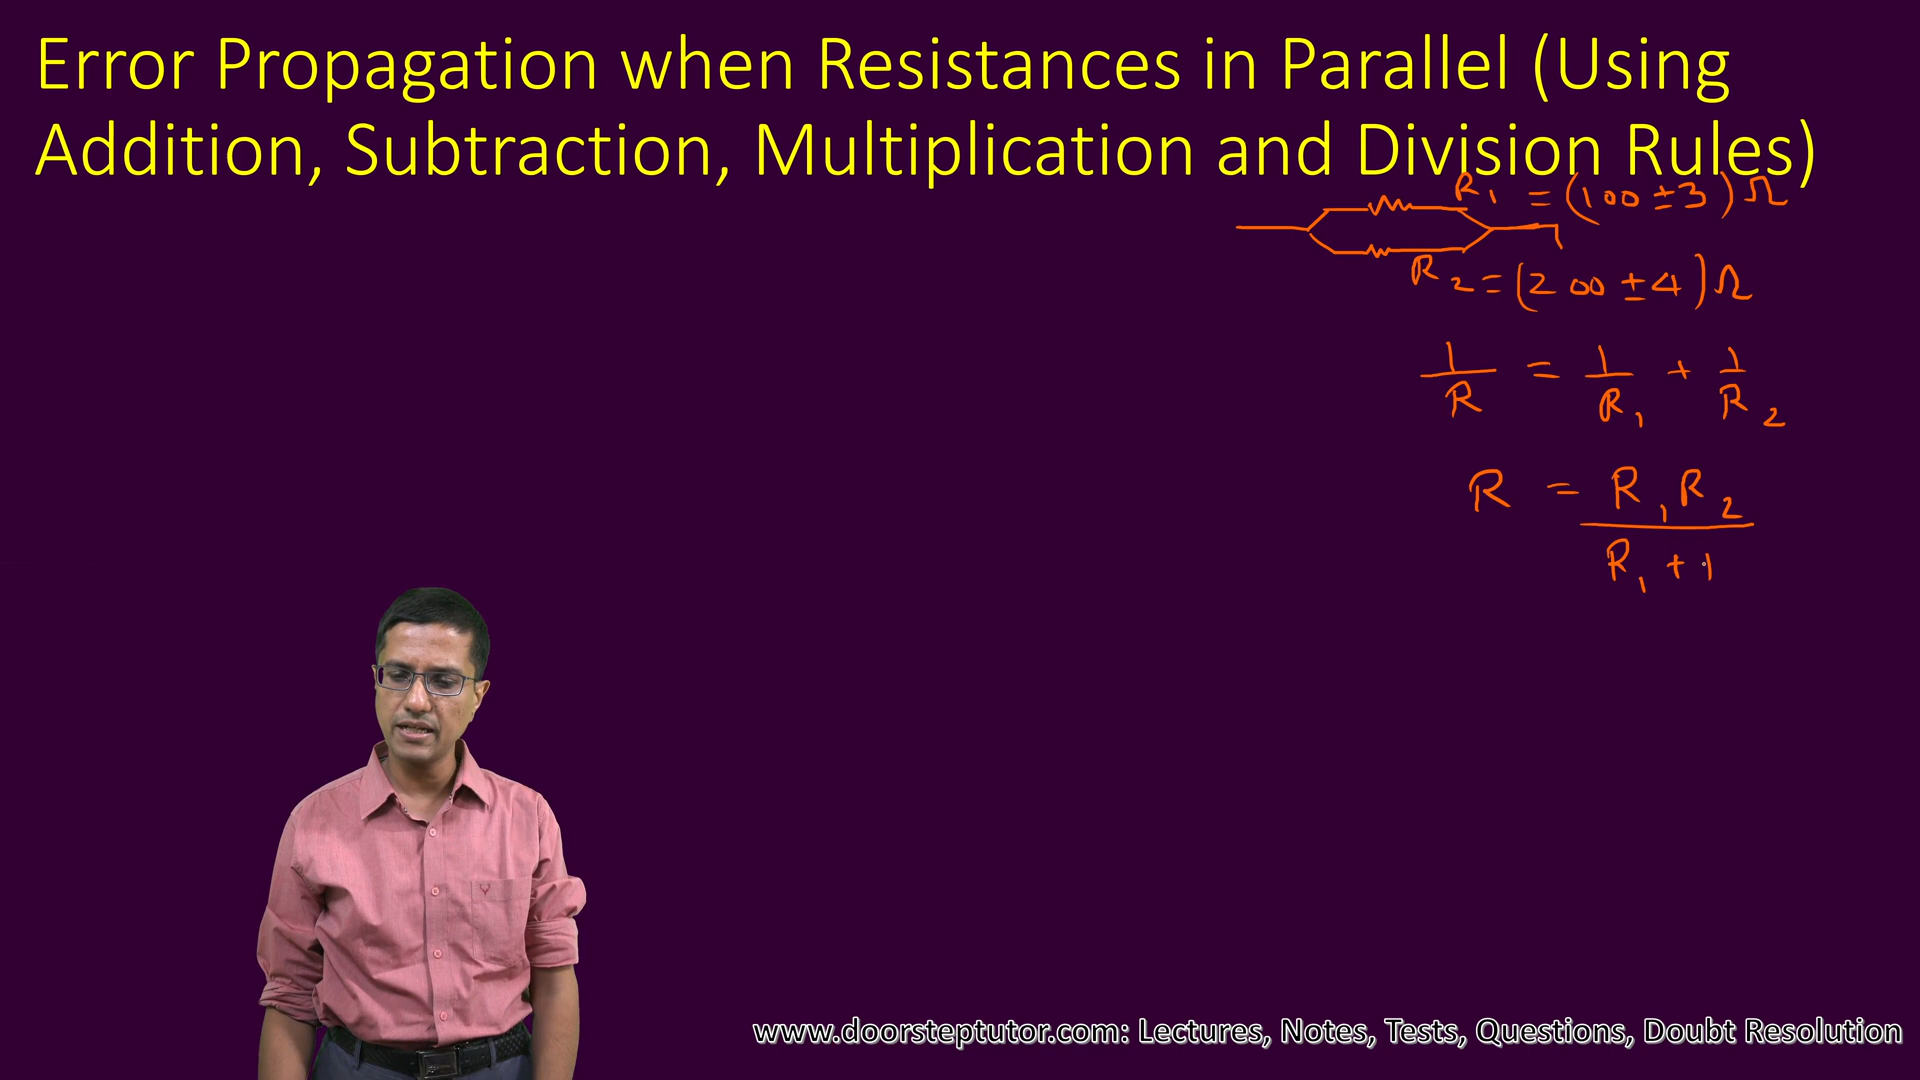 Error Propagation when Resistances in Parallel (Using
Addition, Subtraction, Multiplication and Division Rules)
R₁ = (100 ± 3) Ω
R₂ = (200 ± 4) Ω
1/R = 1/R₁ + 1/R₂
R = R₁R₂
R₁ + 1
www.doorsteptutor.com: Lectures, Notes, Tests, Questions, Doubt Resolution